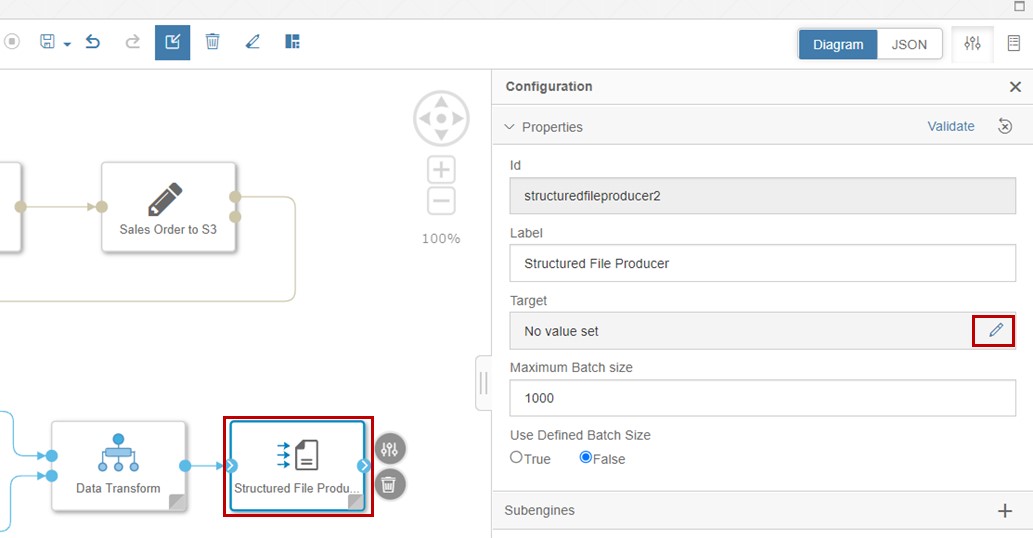 Diagram
JSON
Configuration
Properties
Validate
Id
structuredfileproducer2
Label
Structured File Producer
Target
No value set
Maximum Batch size
1000
Use Defined Batch Size
True
False
Subengines
Sales Order to S3
100%
Data Transform
Structured File Produ...